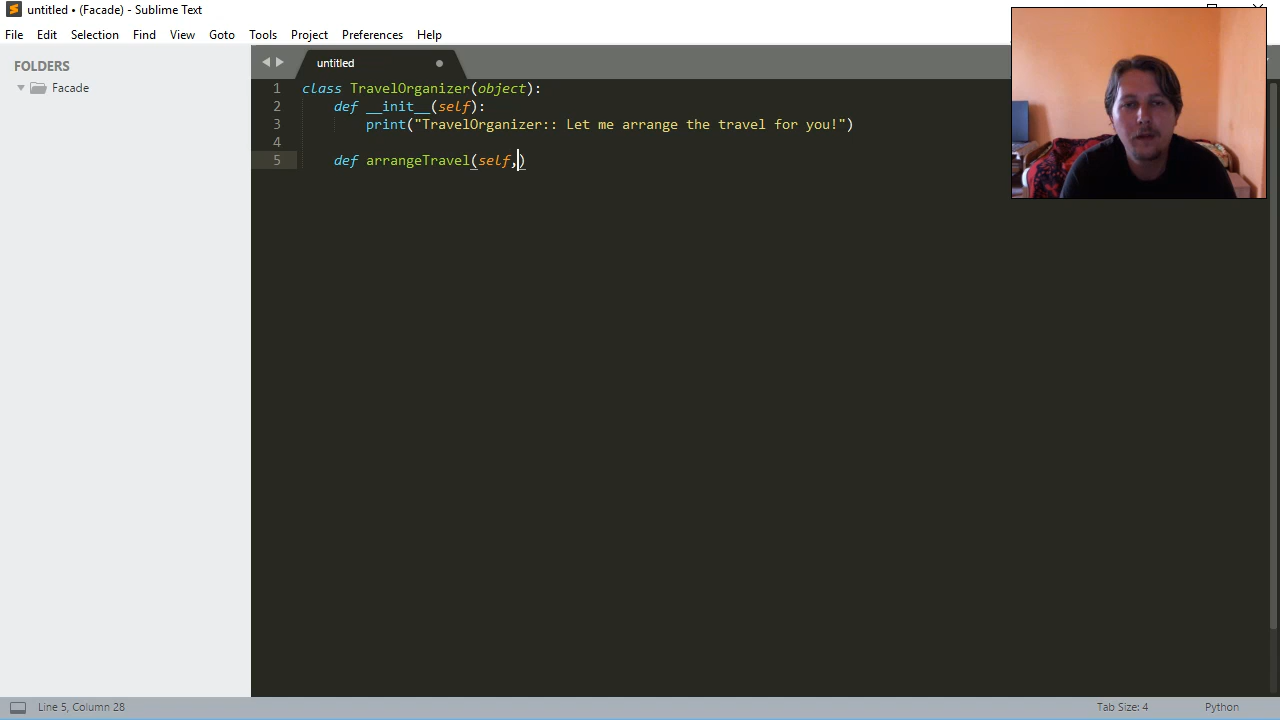 untitled • (Facade) - Sublime Text
File Edit Selection Find View Goto Tools Project Preferences Help
FOLDERS
Facade
untitled
1 class TravelOrganizer(object):
2 def __init__(self):
3 print("TravelOrganizer:: Let me arrange the travel for you!")
4
5 def arrangeTravel(self,)
Line 5, Column 28
Tab Size: 4
Python